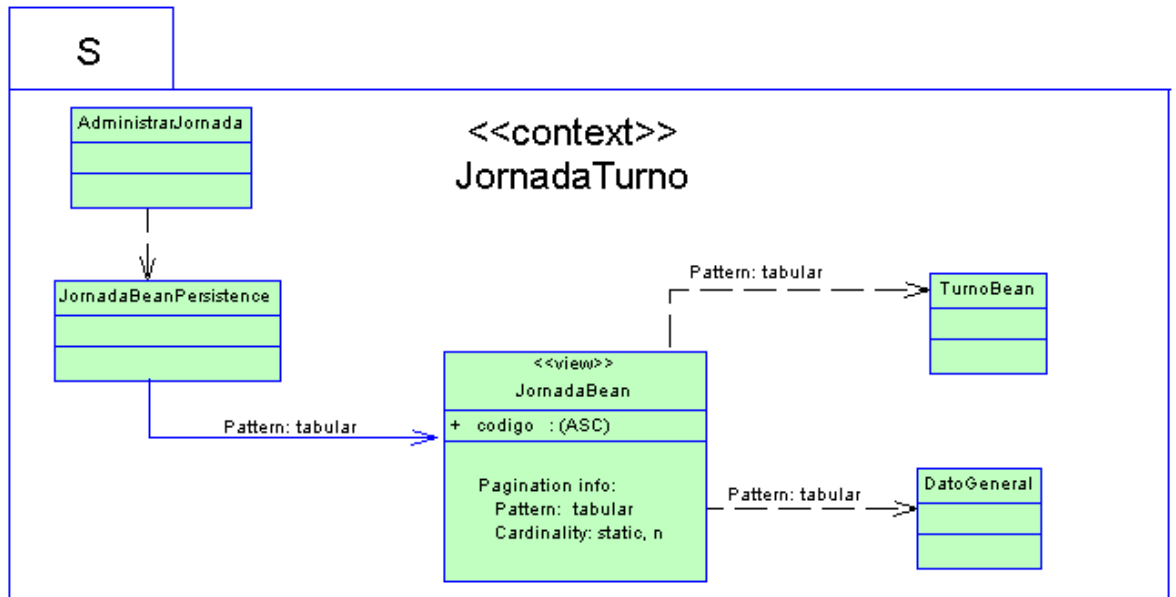 S
<<context>>
JornadaTurno
AdministrarJornada
JornadaBeanPersistence
Pattern: tabular
TurnoBean
<<view>>
JornadaBean
+ codigo : (ASC)
Pattern: tabular
Pagination info:
Pattern: tabular
Cardinality: static, n
Pattern: tabular
DatoGeneral